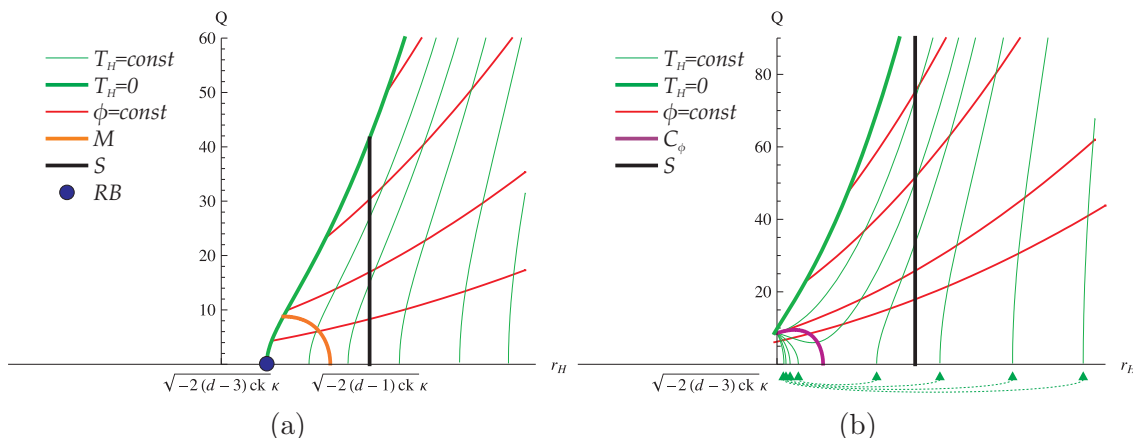 Q
60
50
40
30
20
10
T_H=const
T_H=0
ϕ=const
M
S
RB
√-2 (d - 3) ck κ
√-2 (d - 1) ck κ
r_H
(a)
Q
80
60
40
20
T_H=const
T_H=0
ϕ=const
C_ϕ
S
√-2 (d - 3) ck κ
r_H
(b)